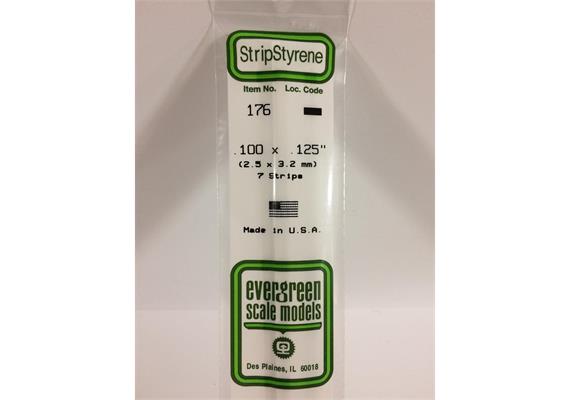 StripStyrene
Item No. Loc. Code
176
.100 x .125"
(2.5 x 3.2 mm)
7 Strips
Made in U.S.A.
evergreen
scale models
Des Plaines, IL 60018